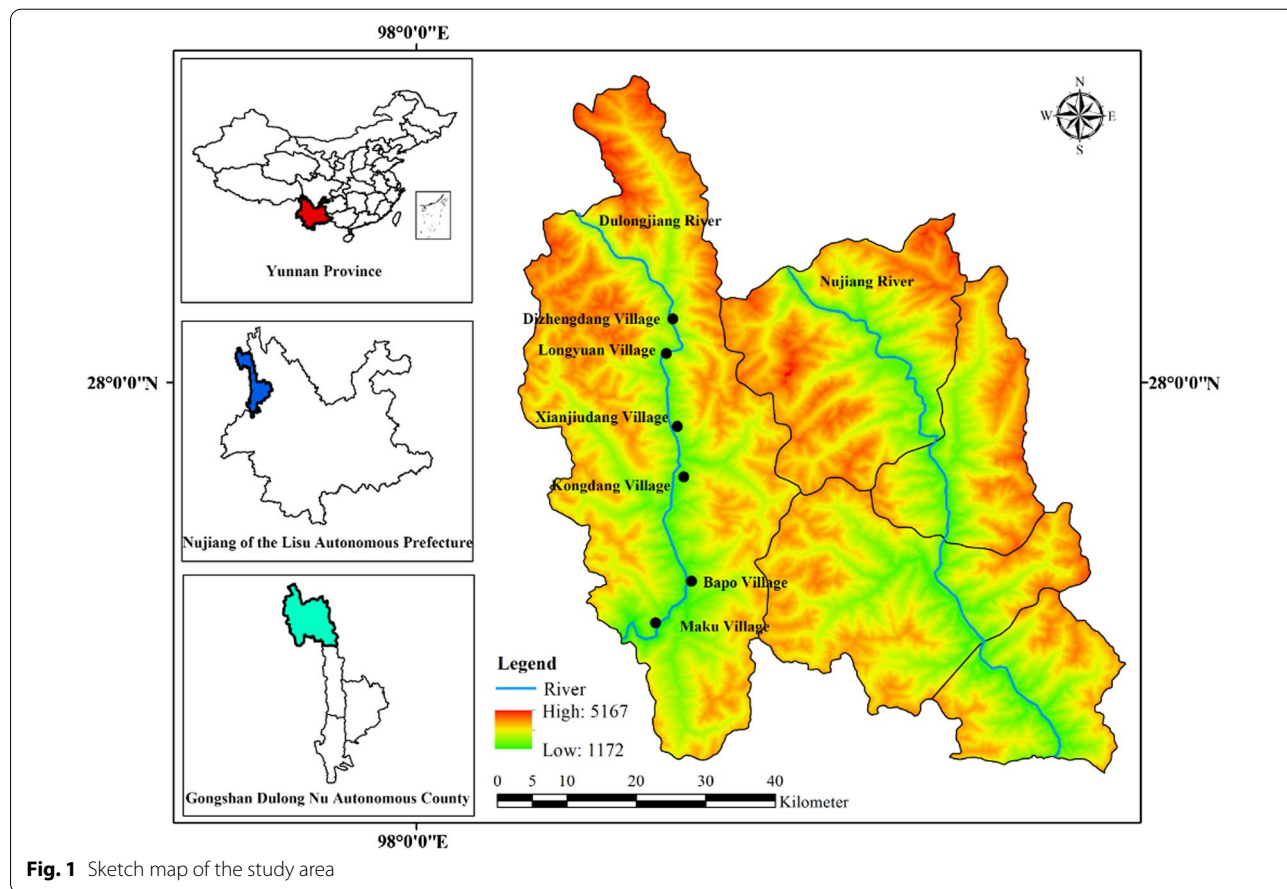 98°0'0"E
Yunnan Province
Nujiang of the Lisu Autonomous Prefecture
Gongshan Dulong Nu Autonomous County
28°0'0"N
N
W
E
S
Dulongjiang River
Nujiang River
Dizhengdang Village
Longyuan Village
28°0'0"N
Xianjiudang Village
Kongdang Village
Bapo Village
Maku Village
Legend
River
High: 5167
Low: 1172
0 5 10 20 30 40
Kilometer
98°0'0"E
Fig. 1 Sketch map of the study area